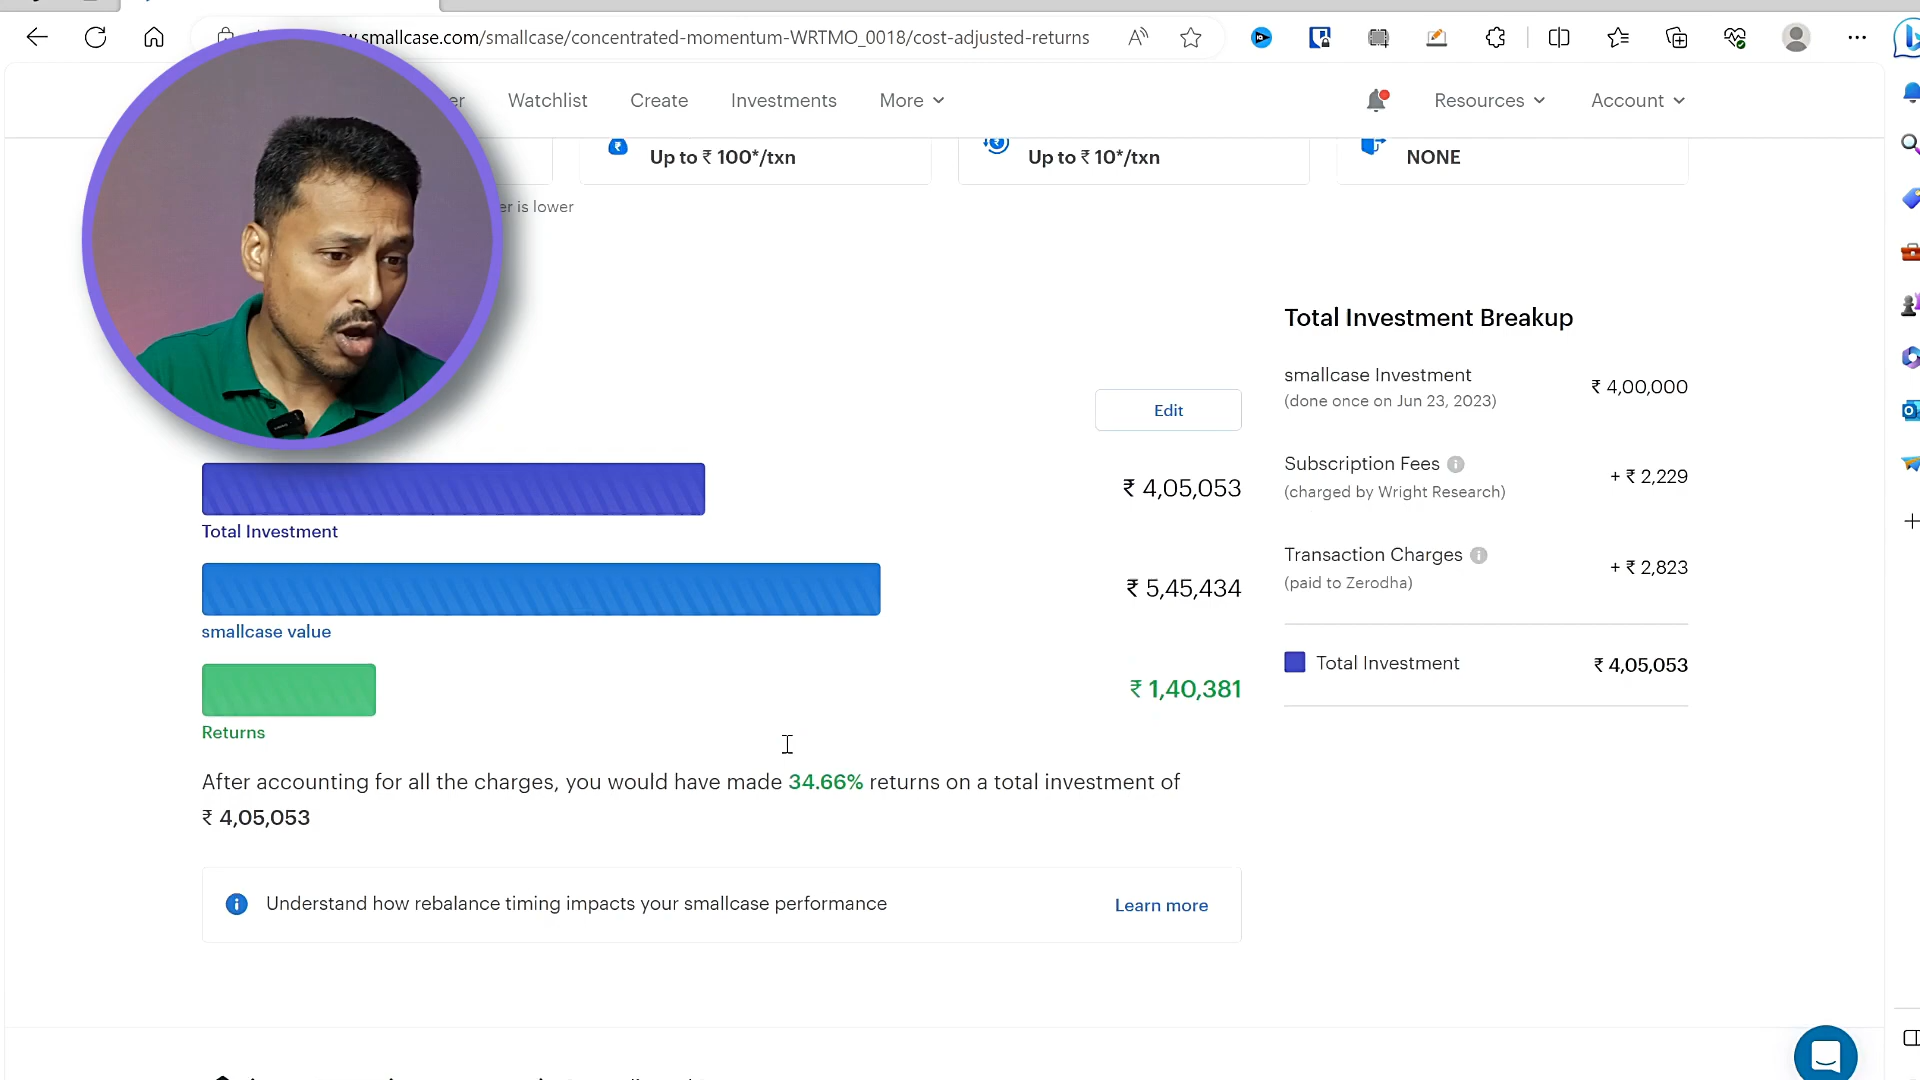 w.smallcase.com/smallcase/concentrated-momentum-WRTMO_0018/cost-adjusted-returns
er
Watchlist
Create
Investments
More
Resources
Account
Up to ₹ 100*/txn
Up to ₹ 10*/txn
NONE
er is lower
Total Investment Breakup
smallcase Investment
(done once on Jun 23, 2023)
₹ 4,00,000
Edit
Subscription Fees
(charged by Wright Research)
+ ₹ 2,229
₹ 4,05,053
Total Investment
Transaction Charges
(paid to Zerodha)
+ ₹ 2,823
₹ 5,45,434
smallcase value
Total Investment
₹ 4,05,053
₹ 1,40,381
Returns
After accounting for all the charges, you would have made 34.66% returns on a total investment of
₹ 4,05,053
Understand how rebalance timing impacts your smallcase performance
Learn more